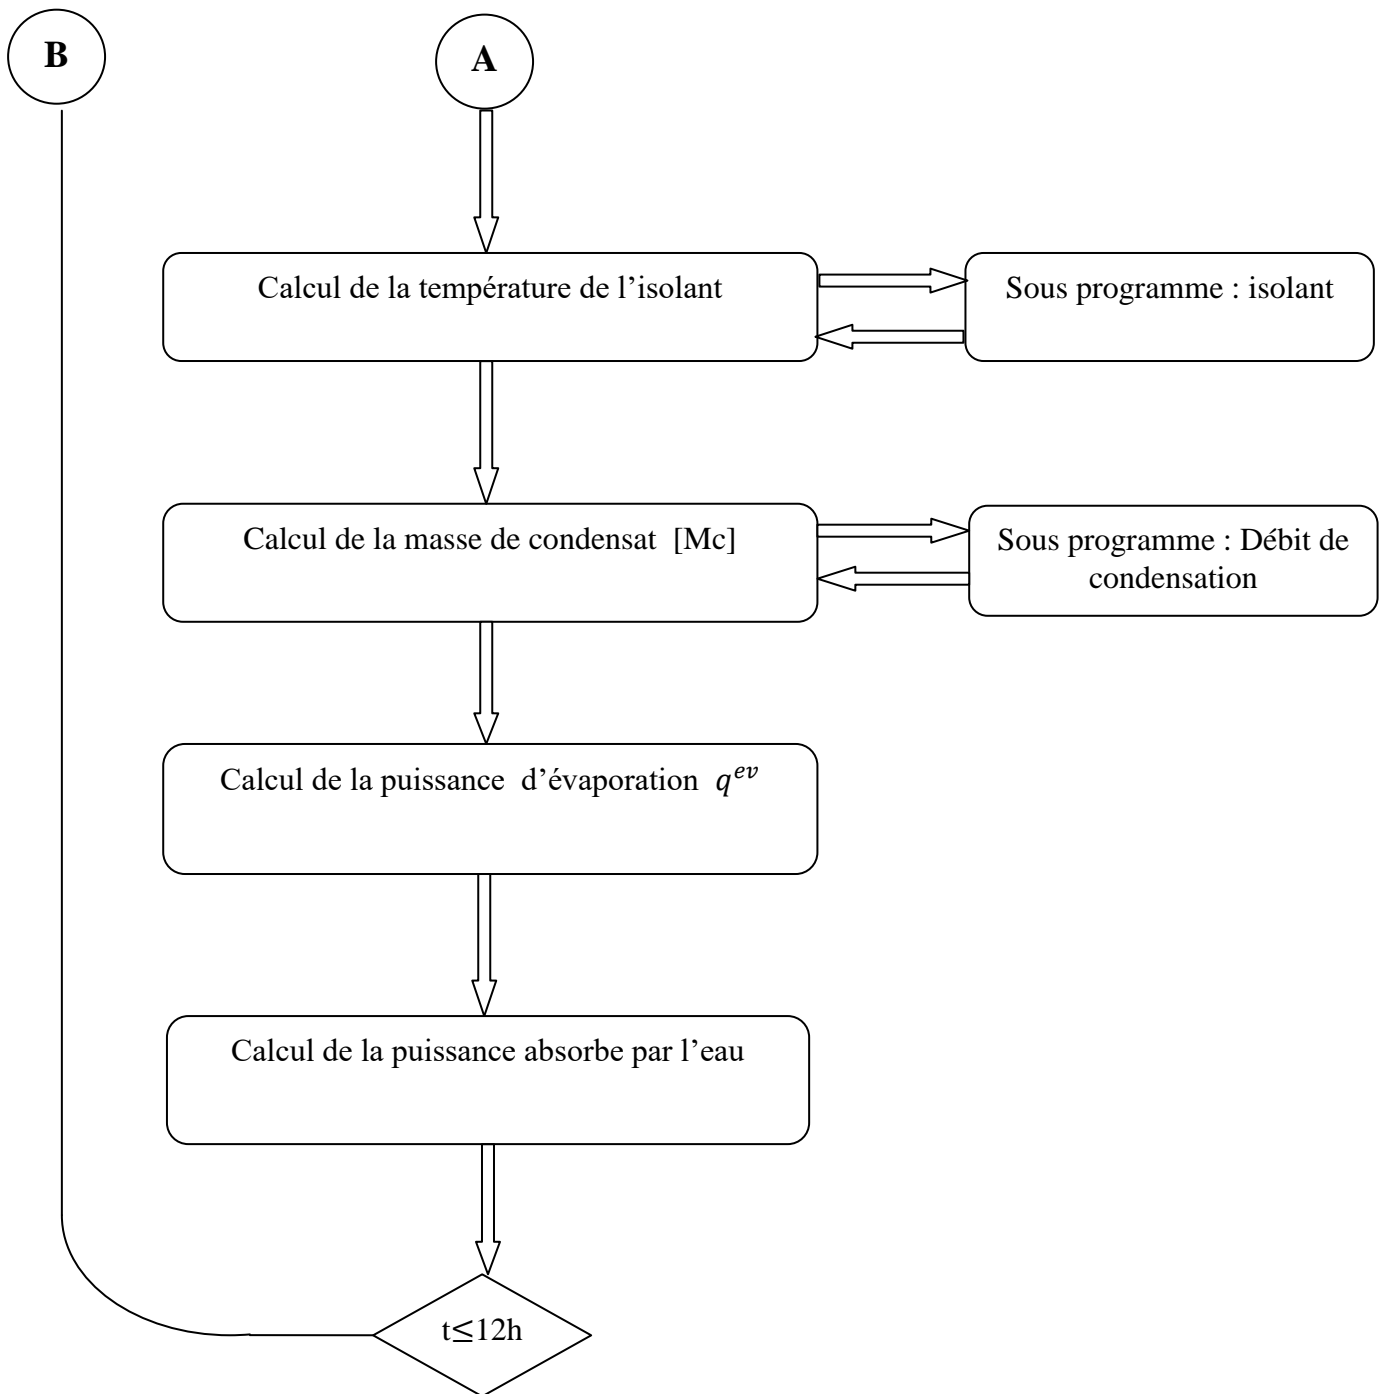 B
A
Calcul de la température de l’isolant
Sous programme : isolant
Calcul de la masse de condensat [Mc]
Sous programme : Débit de
condensation
Calcul de la puissance d’évaporation q^{ev}
Calcul de la puissance absorbe par l’eau
t≤12h